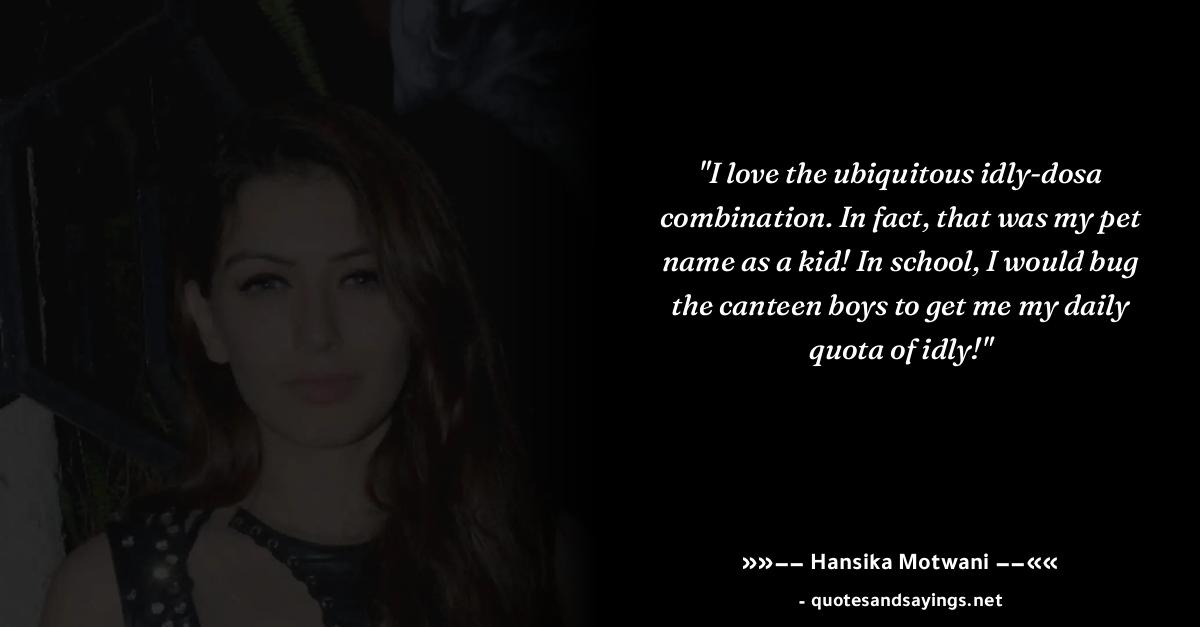 "I love the ubiquitous idly-dosa
combination. In fact, that was my pet
name as a kid! In school, I would bug
the canteen boys to get me my daily
quota of idly!"
»»–– Hansika Motwani ––««
- quotesandsayings.net